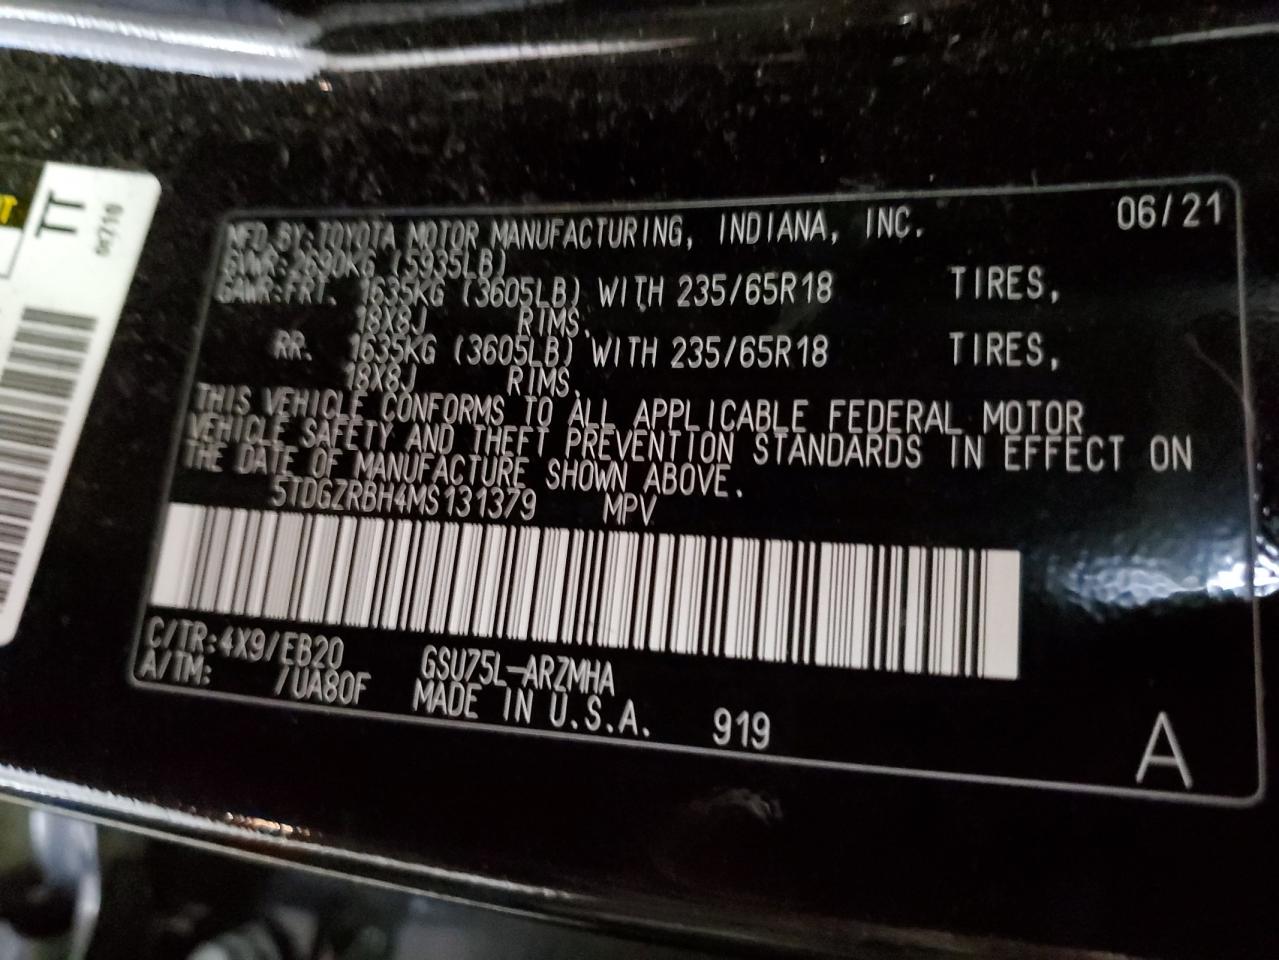 MFD.BY:TOYOTA MOTOR MANUFACTURING, INDIANA, INC. 06/21
GVWR:2690KG (5935LB)
GAWR:FRT. 1635KG (3605LB) WITH 235/65R18 TIRES,
18X8J RIMS,
RR. 1635KG (3605LB) WITH 235/65R18 TIRES,
18X8J RIMS,
THIS VEHICLE CONFORMS TO ALL APPLICABLE FEDERAL MOTOR
VEHICLE SAFETY AND THEFT PREVENTION STANDARDS IN EFFECT ON
THE DATE OF MANUFACTURE SHOWN ABOVE.
5TDGZRBH4MS131379 MPV
C/TR:4X9/EB20 GSU75L-ARZMHA
A/TM: /UA80F MADE IN U.S.A. 919
A
TT